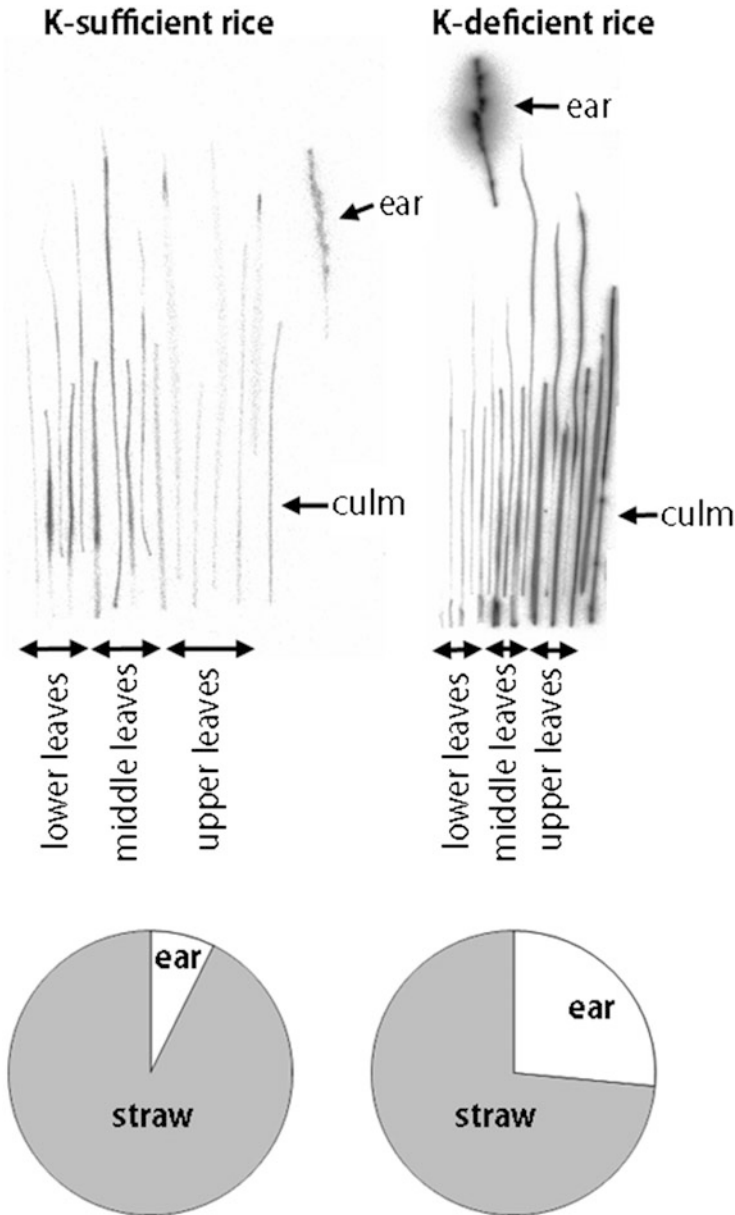 K-sufficient rice
K-deficient rice
ear
ear
culm
culm
lower leaves
middle leaves
upper leaves
lower leaves
middle leaves
upper leaves
ear
straw
ear
straw